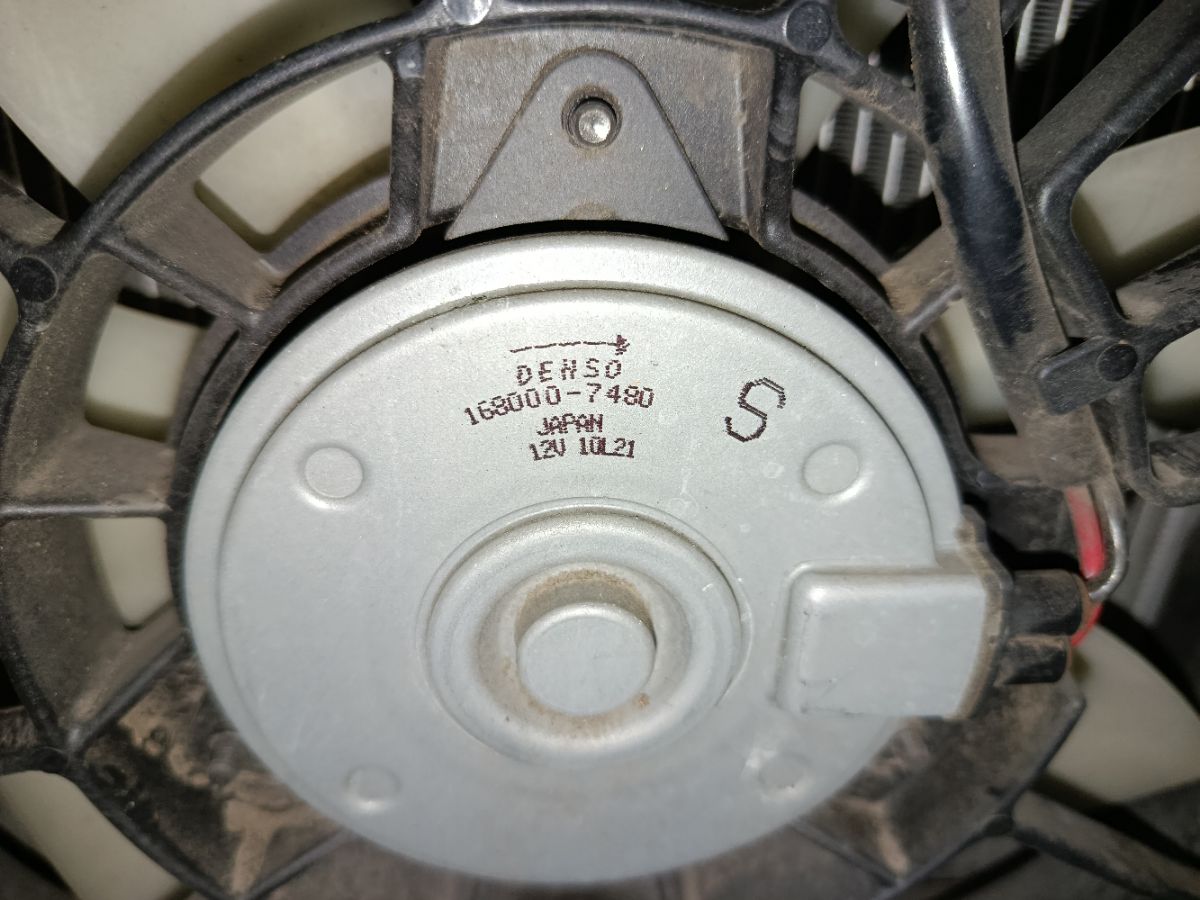 DENSO
168000-7480
JAPAN
12V 10L21
S